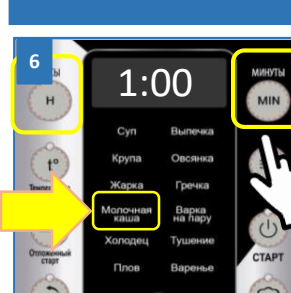 6
1:00
МИНУТЫ
H
MIN
Суп Выпечка
t°
Крупа Овсянка
Жарка Гречка
Молочная каша Варка на пару
Отложенный старт
Холодец Тушение
СТАРТ
Плов Варенье